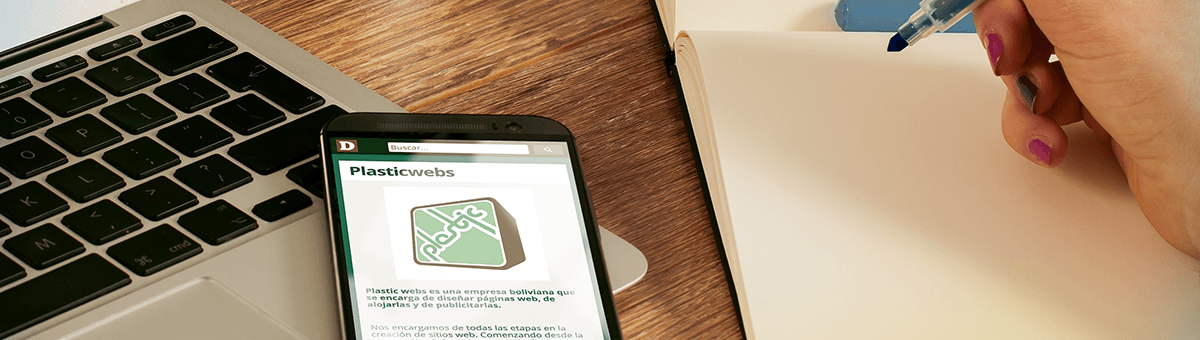 D
Buscar...
Plasticwebs
plastic
Plastic webs es una empresa boliviana que
se encarga de diseñar páginas web, de
alojarlas y de publicitarlas.
Nos encargamos de todas las etapas en la
creación de sitios web. Comenzando desde la
P
L
K
M
cmd